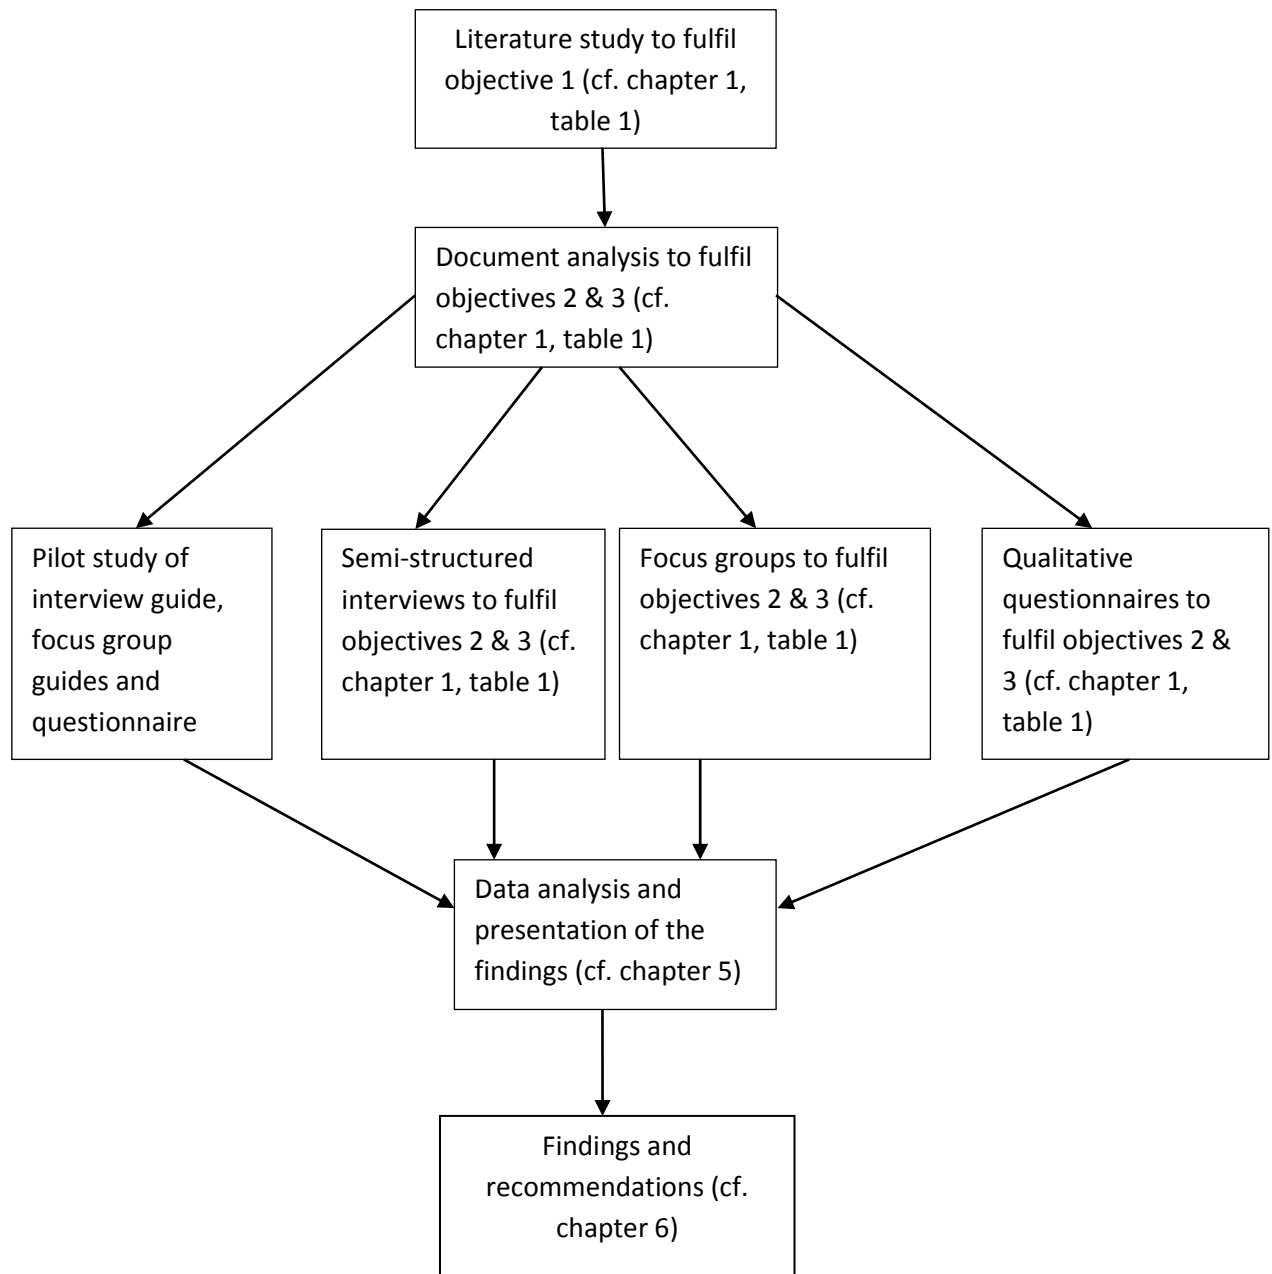 Literature study to fulfil
objective 1 (cf. chapter 1,
table 1)
Document analysis to fulfil
objectives 2 & 3 (cf.
chapter 1, table 1)
Pilot study of
interview guide,
focus group
guides and
questionnaire
Semi-structured
interviews to fulfil
objectives 2 & 3 (cf.
chapter 1, table 1)
Focus groups to fulfil
objectives 2 & 3 (cf.
chapter 1, table 1)
Qualitative
questionnaires to
fulfil objectives 2 &
3 (cf. chapter 1,
table 1)
Data analysis and
presentation of the
findings (cf. chapter 5)
Findings and
recommendations (cf.
chapter 6)